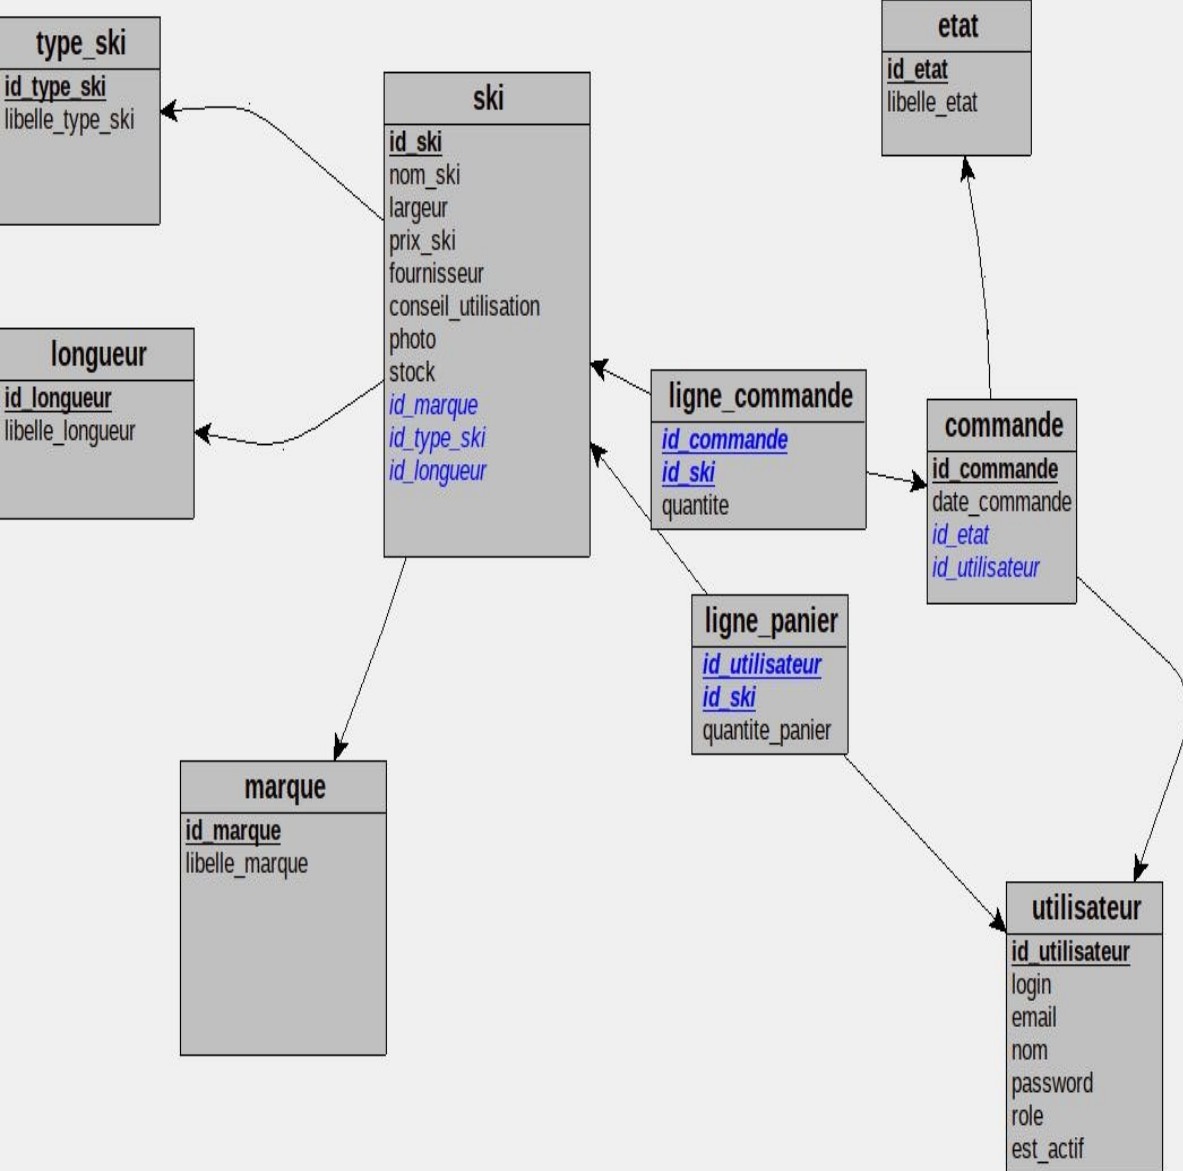 type_ski
id_type_ski
libelle_type_ski
longueur
id_longueur
libelle_longueur
ski
id_ski
nom_ski
largeur
prix_ski
fournisseur
conseil_utilisation
photo
stock
id_marque
id_type_ski
id_longueur
marque
id_marque
libelle_marque
etat
id_etat
libelle_etat
ligne_commande
id_commande
id_ski
quantite
commande
id_commande
date_commande
id_etat
id_utilisateur
ligne_panier
id_utilisateur
id_ski
quantite_panier
utilisateur
id_utilisateur
login
email
nom
password
role
est_actif